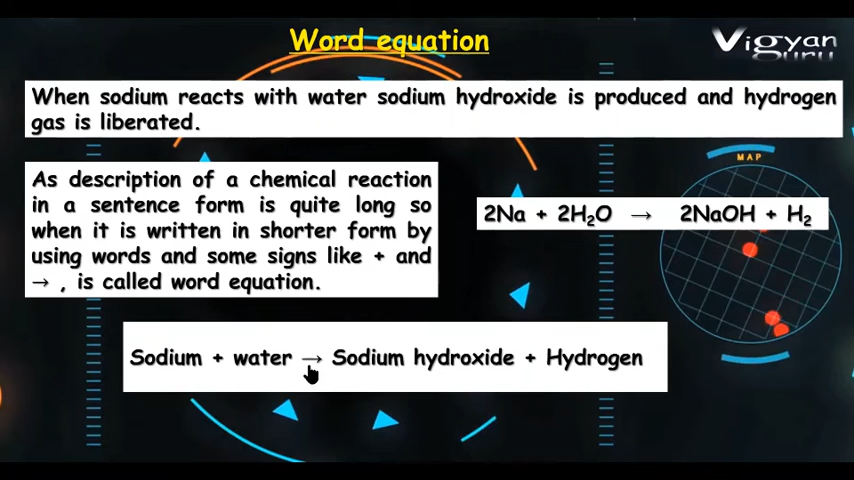 Word equation
Vigyan
guru
When sodium reacts with water sodium hydroxide is produced and hydrogen
gas is liberated.
MAP
As description of a chemical reaction
in a sentence form is quite long so
when it is written in shorter form by
using words and some signs like + and
→ , is called word equation.
2Na + 2H₂O → 2NaOH + H₂
Sodium + water → Sodium hydroxide + Hydrogen